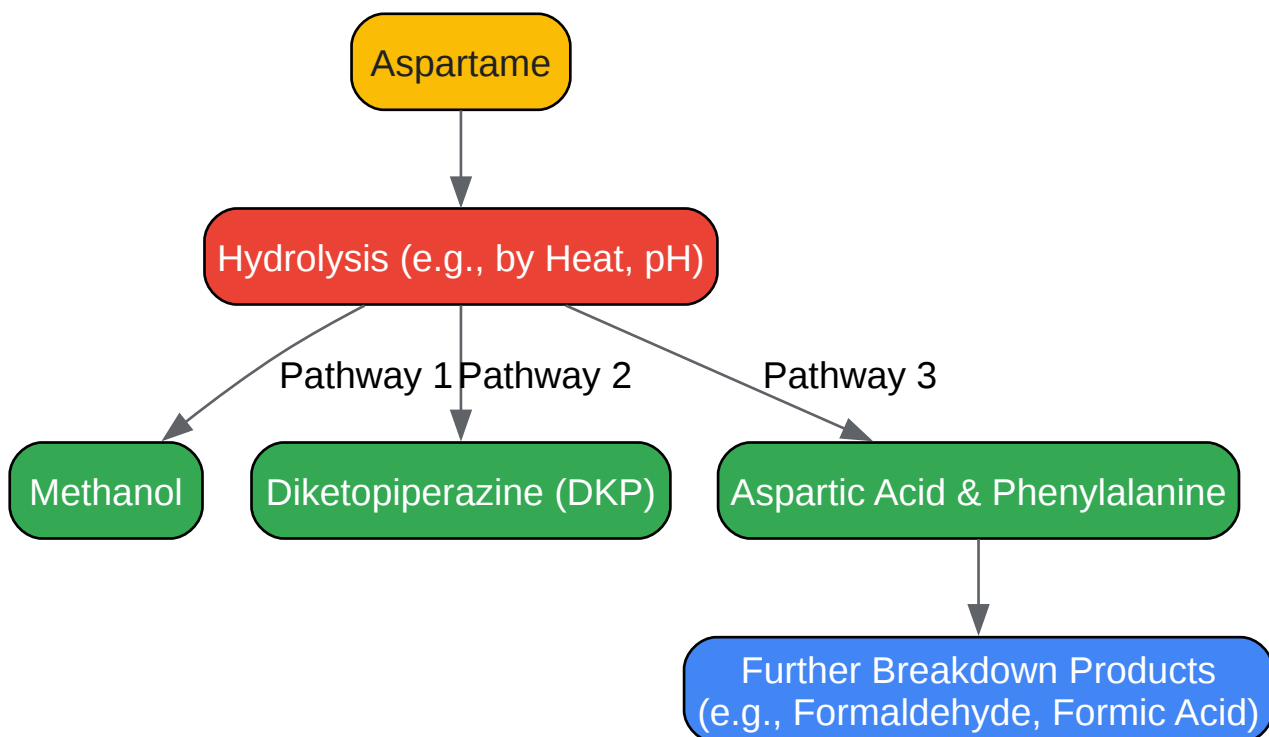 Aspartame
Hydrolysis (e.g., by Heat, pH)
Pathway 1
Pathway 2
Pathway 3
Methanol
Diketopiperazine (DKP)
Aspartic Acid & Phenylalanine
Further Breakdown Products
(e.g., Formaldehyde, Formic Acid)